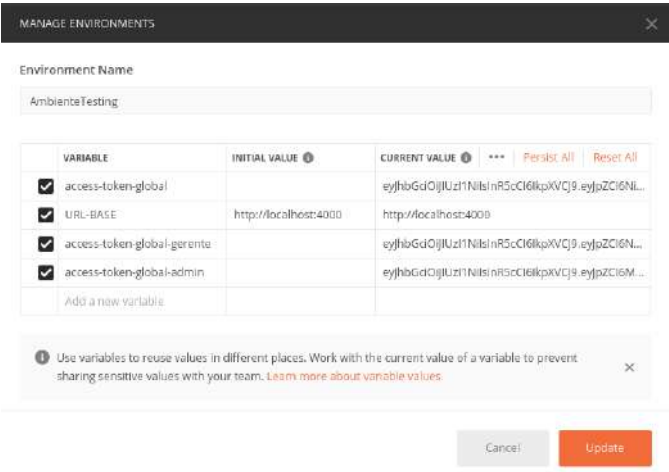 MANAGE ENVIRONMENTS
Environment Name
AmbienteTesting
VARIABLE INITIAL VALUE CURRENT VALUE ••• Persist All Reset All
access-token-global eyJhbGciOiJIUzI1NiIsInR5cCI6IkpXVCJ9.eyJpZCI6Ni...
URL-BASE http://localhost:4000 http://localhost:4000
access-token-global-gerente eyJhbGciOiJIUzI1NiIsInR5cCI6IkpXVCJ9.eyJpZCI6N...
access-token-global-admin eyJhbGciOiJIUzI1NiIsInR5cCI6IkpXVCJ9.eyJpZCI6M...
Add a new variable
Use variables to reuse values in different places. Work with the current value of a variable to prevent
sharing sensitive values with your team. Learn more about variable values
Cancel Update